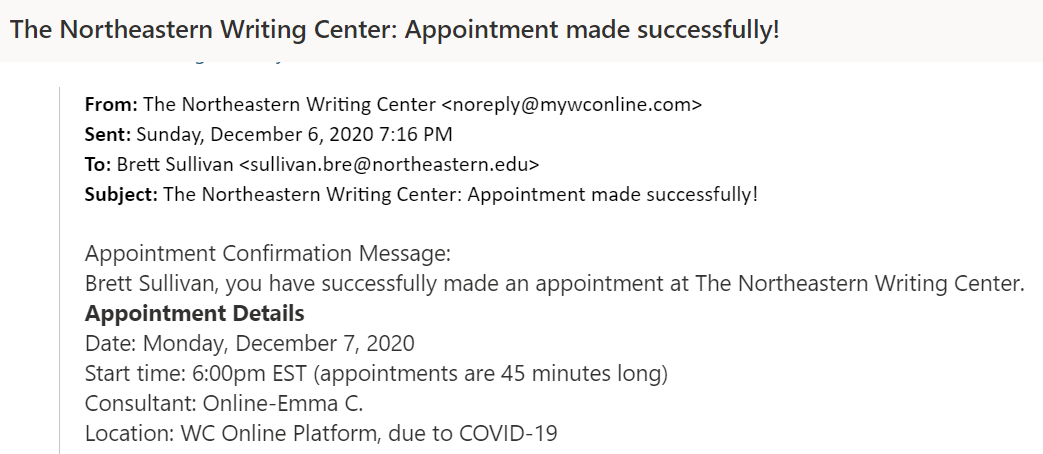 The Northeastern Writing Center: Appointment made successfully!
From: The Northeastern Writing Center <noreply@mywconline.com>
Sent: Sunday, December 6, 2020 7:16 PM
To: Brett Sullivan <sullivan.bre@northeastern.edu>
Subject: The Northeastern Writing Center: Appointment made successfully!
Appointment Confirmation Message:
Brett Sullivan, you have successfully made an appointment at The Northeastern Writing Center.
Appointment Details
Date: Monday, December 7, 2020
Start time: 6:00pm EST (appointments are 45 minutes long)
Consultant: Online-Emma C.
Location: WC Online Platform, due to COVID-19